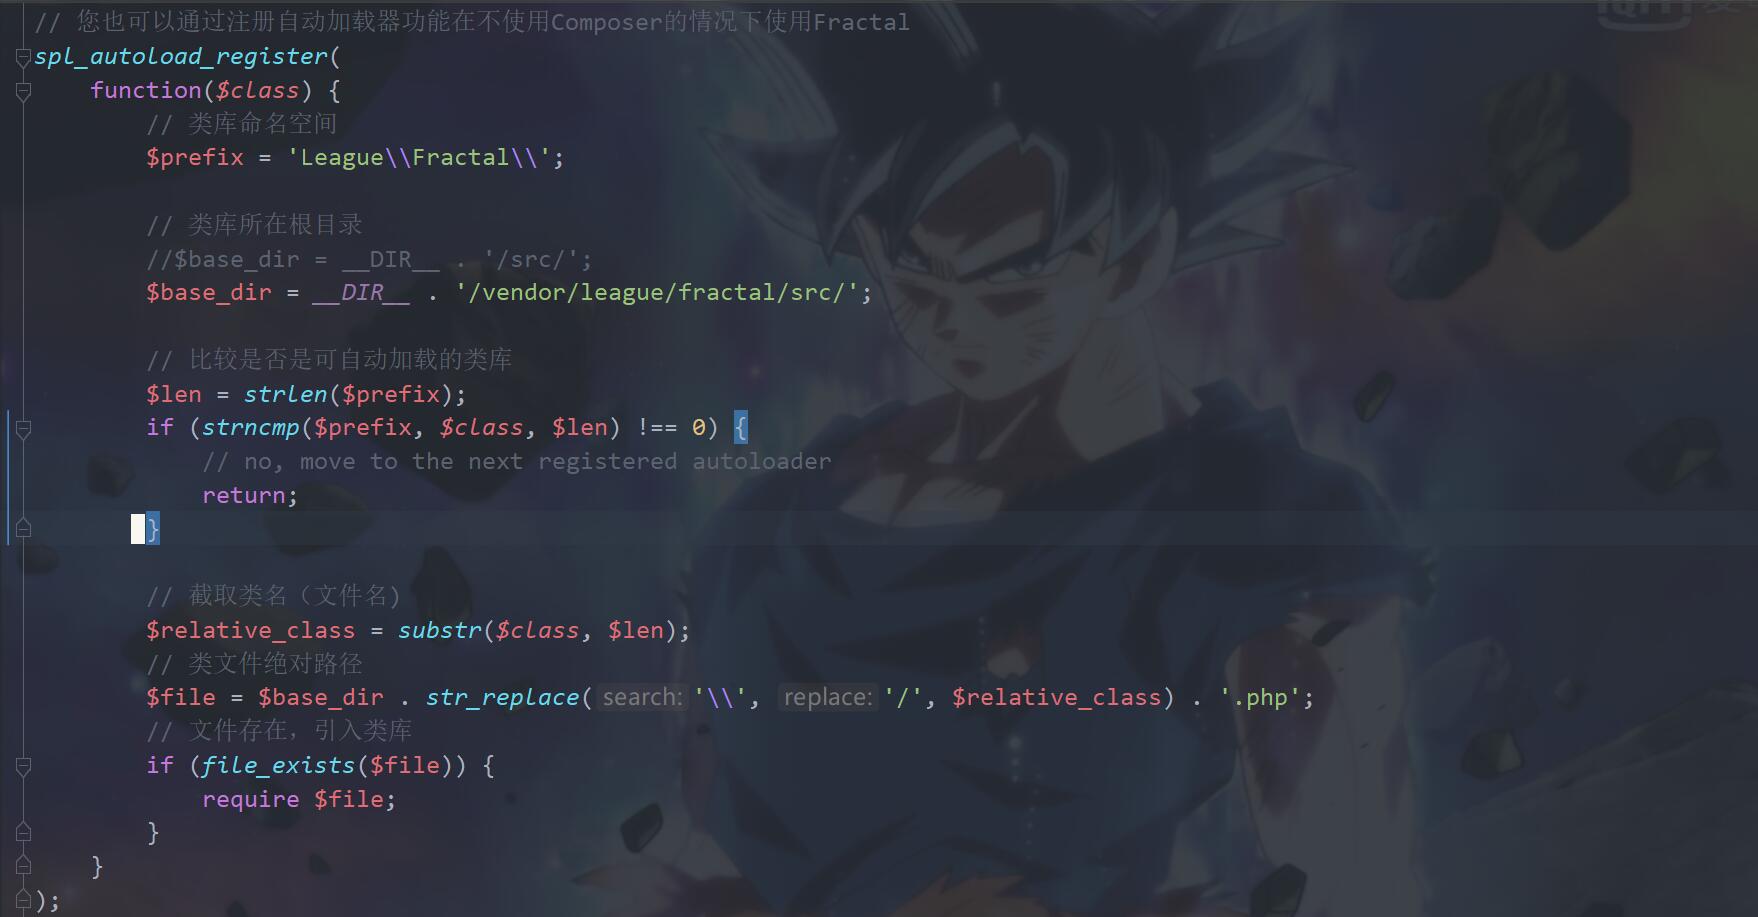 // 您也可以通过注册自动加载器功能在不使用Composer的情况下使用Fractal
spl_autoload_register(
    function($class) {
        // 类库命名空间
        $prefix = 'League\\Fractal\\';
        // 类库所在根目录
        //$base_dir = __DIR__ . '/src/';
        $base_dir = __DIR__ . '/vendor/league/fractal/src/';
        // 比较是否是可自动加载的类库
        $len = strlen($prefix);
        if (strncmp($prefix, $class, $len) !== 0) {
            // no, move to the next registered autoloader
            return;
        }
        // 截取类名（文件名）
        $relative_class = substr($class, $len);
        // 类文件绝对路径
        $file = $base_dir . str_replace( search: '\\', replace: '/', $relative_class) . '.php';
        // 文件存在，引入类库
        if (file_exists($file)) {
            require $file;
        }
    }
);